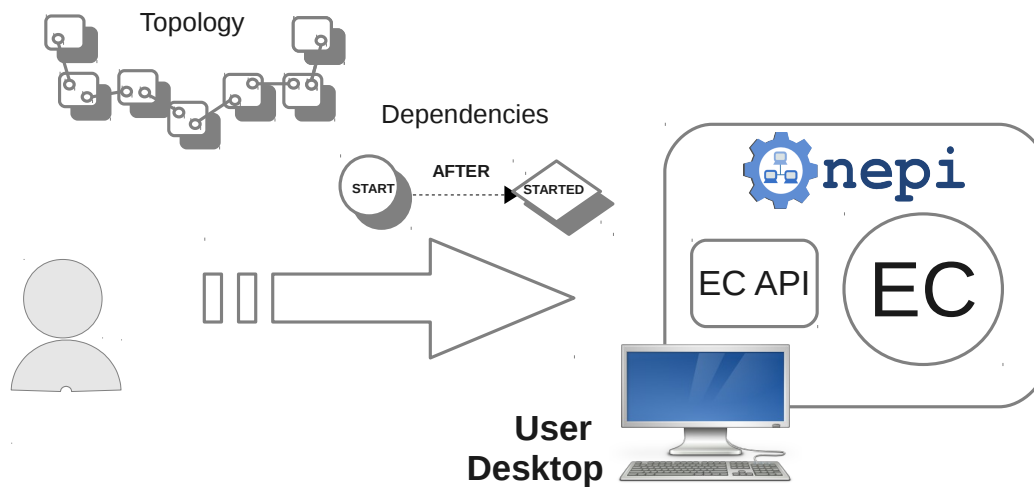 Topology
Dependencies
START
AFTER
STARTED
nepi
EC API
EC
User
Desktop